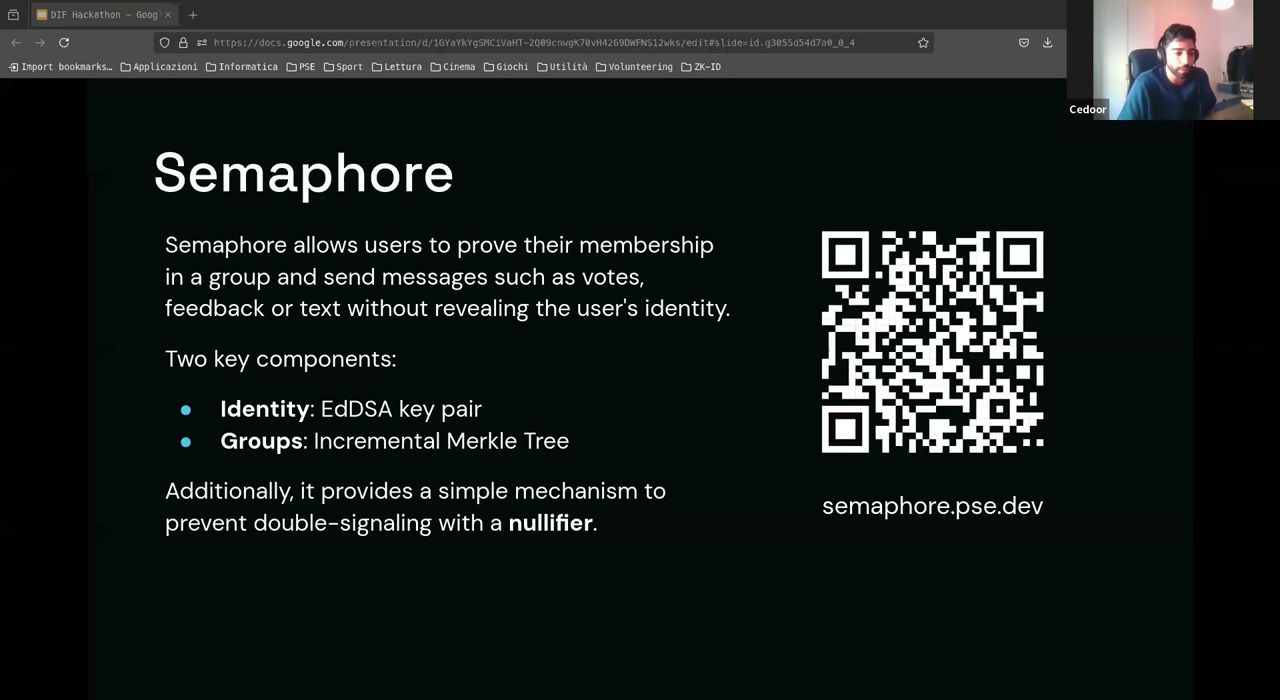 DIF Hackathon - Goog
https://docs.google.com/presentation/d/1GYaYkYgSMCiVaHT-2Q09cnwgK70vH4269DWFNS12wks/edit#slide=id.g3055d54d7a0_0_4
Import bookmarks… Applicazioni Informatica PSE Sport Lettura Cinema Giochi Utilità Volunteering ZK-ID
Cedoor
Semaphore
Semaphore allows users to prove their membership
in a group and send messages such as votes,
feedback or text without revealing the user's identity.
Two key components:
Identity: EdDSA key pair
Groups: Incremental Merkle Tree
Additionally, it provides a simple mechanism to
prevent double-signaling with a nullifier.
semaphore.pse.dev